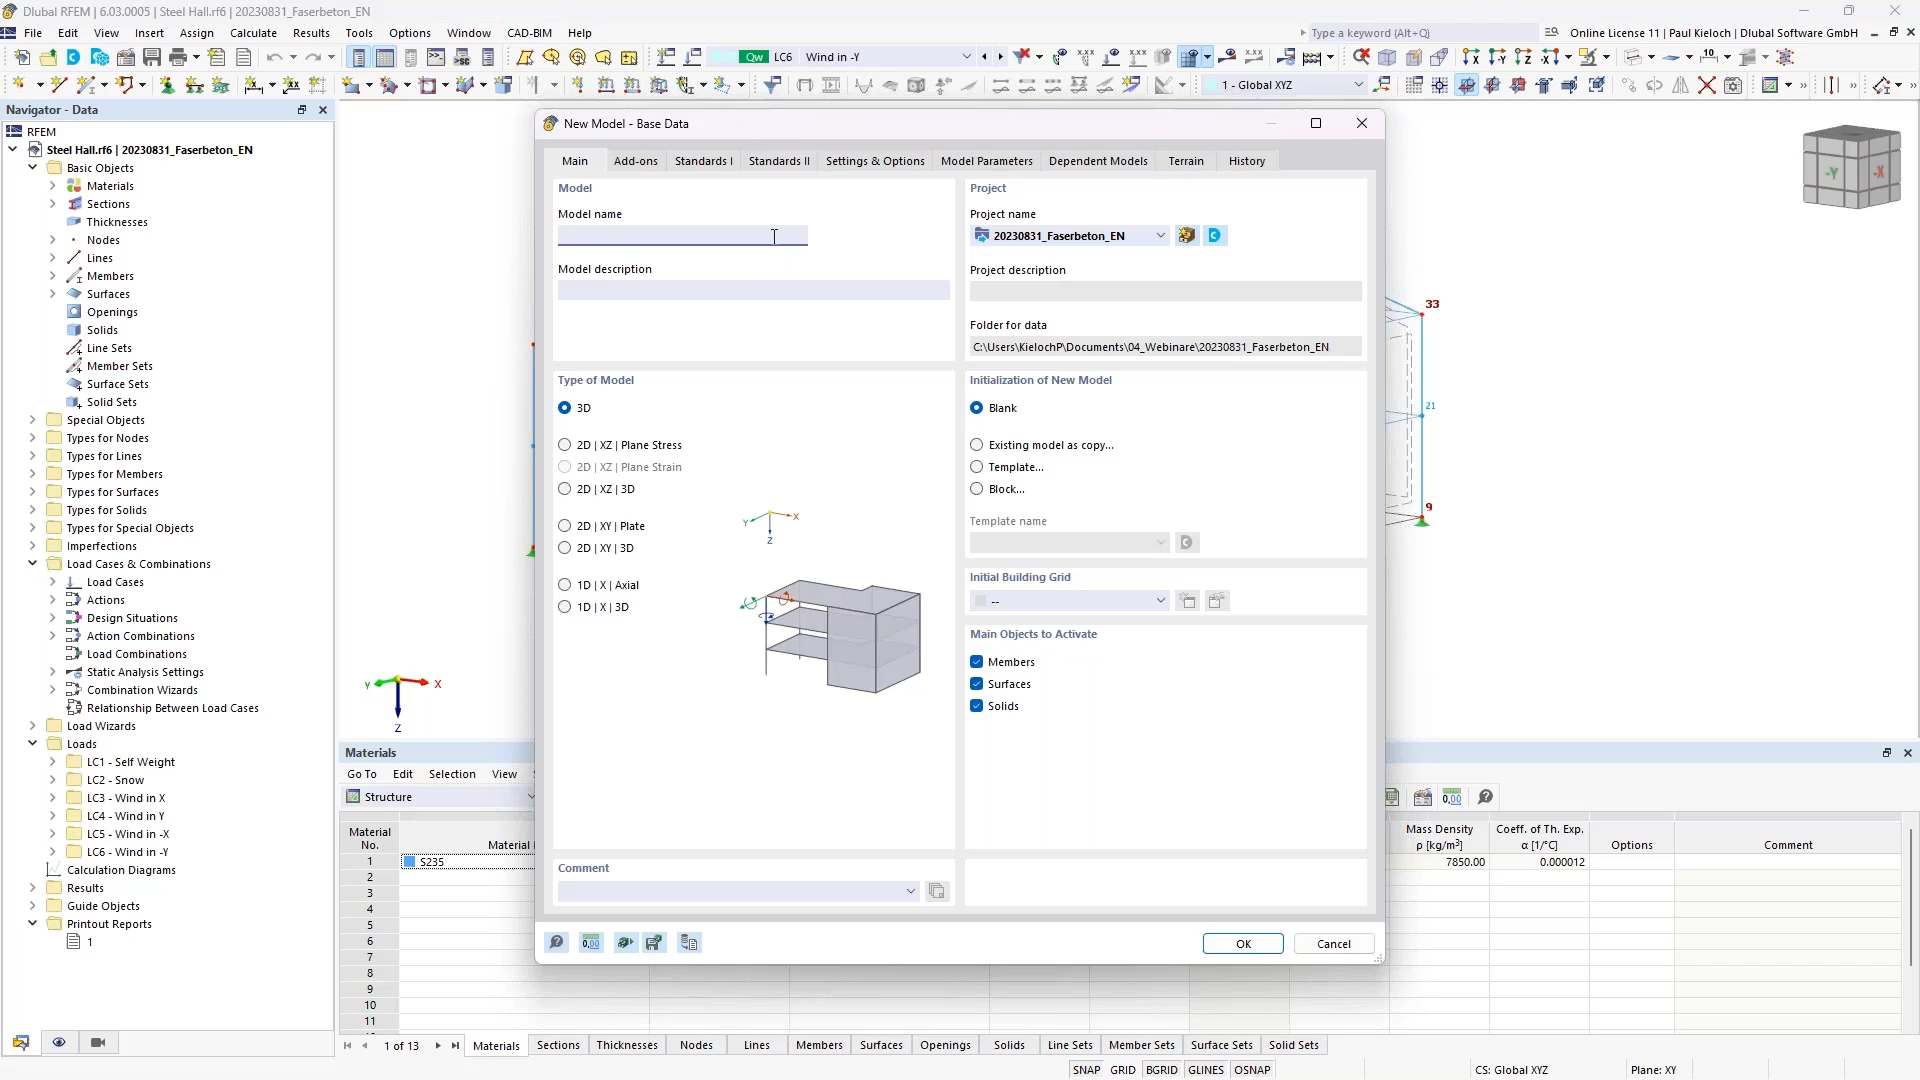 Dlubal RFEM | 6.03.0005 | Steel Hall.rf6 | 20230831_Faserbeton_EN
File Edit View Insert Assign Calculate Results Tools Options Window CAD-BIM Help
Type a keyword (Alt+Q)
Online License 11 | Paul Kieloch | Dlubal Software GmbH
Qw LC6 Wind in -Y
1 - Global XYZ
Navigator - Data
RFEM
Steel Hall.rf6 | 20230831_Faserbeton_EN
Basic Objects
Materials
Sections
Thicknesses
Nodes
Lines
Members
Surfaces
Openings
Solids
Line Sets
Member Sets
Surface Sets
Solid Sets
Special Objects
Types for Nodes
Types for Lines
Types for Members
Types for Surfaces
Types for Solids
Types for Special Objects
Imperfections
Load Cases & Combinations
Load Cases
Actions
Design Situations
Action Combinations
Load Combinations
Static Analysis Settings
Combination Wizards
Relationship Between Load Cases
Load Wizards
Loads
LC1 - Self Weight
LC2 - Snow
LC3 - Wind in X
LC4 - Wind in Y
LC5 - Wind in -X
LC6 - Wind in -Y
Calculation Diagrams
Results
Guide Objects
Printout Reports
1
New Model - Base Data
Main Add-ons Standards I Standards II Settings & Options Model Parameters Dependent Models Terrain History
Model
Model name
Model description
Type of Model
3D
2D | XZ | Plane Stress
2D | XZ | Plane Strain
2D | XZ | 3D
2D | XY | Plate
2D | XY | 3D
1D | X | Axial
1D | X | 3D
Y X
Z
Comment
Project
Project name
20230831_Faserbeton_EN
Project description
Folder for data
C:\Users\KielochP\Documents\04_Webinare\20230831_Faserbeton_EN
Initialization of New Model
Blank
Existing model as copy...
Template...
Block...
Template name
Initial Building Grid
--
Main Objects to Activate
Members
Surfaces
Solids
0,00
OK Cancel
-Y -X
33
21
9
Y X
Z
Materials
Go To Edit Selection View
Structure
0,00
Material
No.
Material
Mass Density
ρ [kg/m³]
Coeff. of Th. Exp.
α [1/°C]
Options
Comment
1 S235 7850.00 0.000012
2
3
4
5
6
7
8
9
10
11
1 of 13
Materials Sections Thicknesses Nodes Lines Members Surfaces Openings Solids Line Sets Member Sets Surface Sets Solid Sets
SNAP GRID BGRID GLINES OSNAP
CS: Global XYZ
Plane: XY